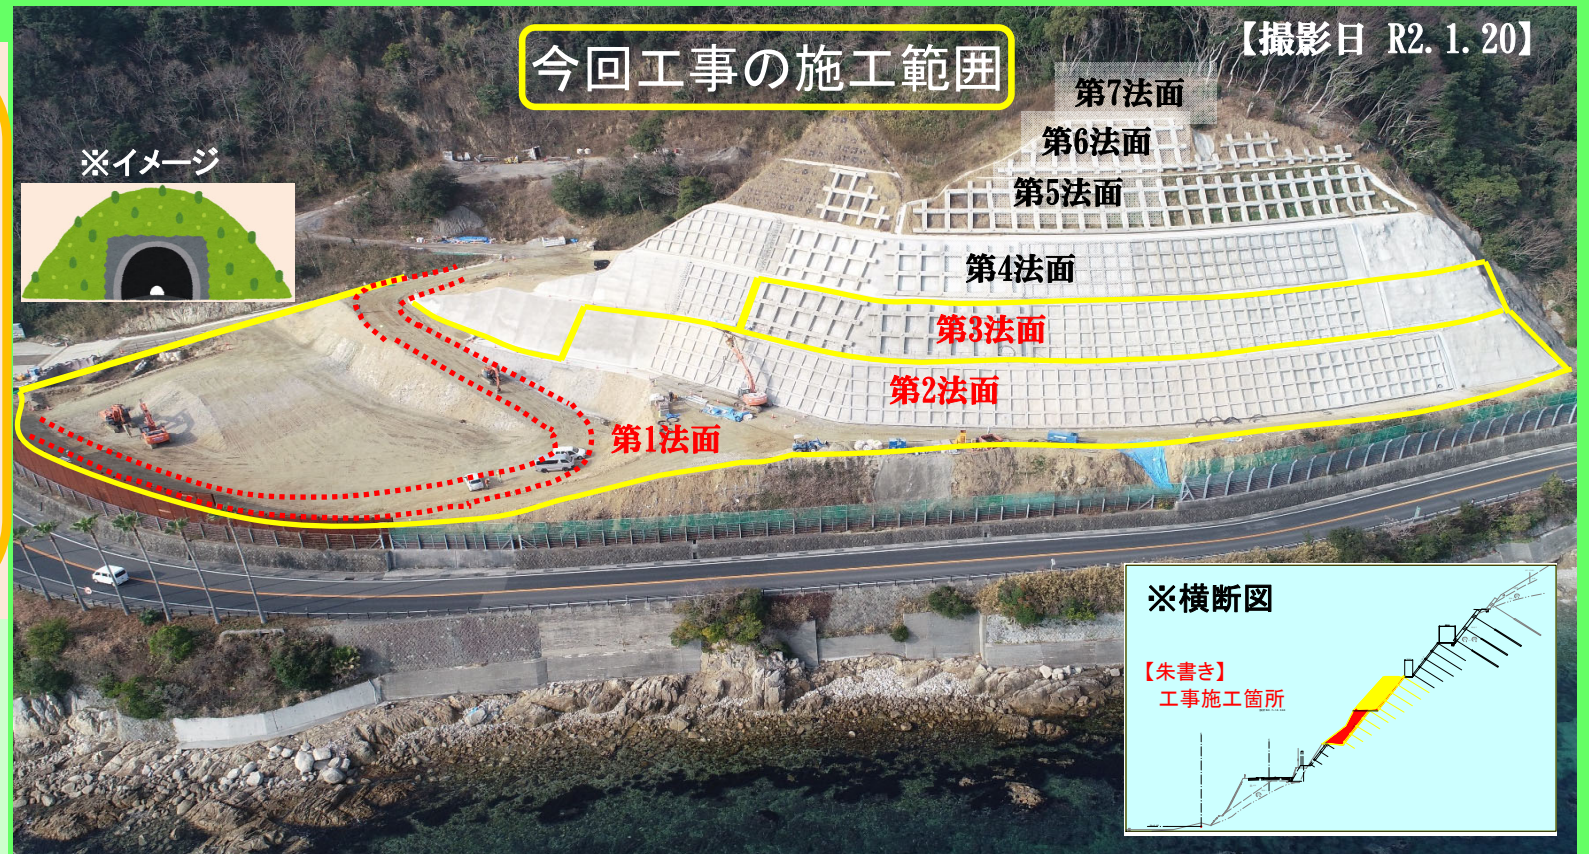 今回工事の施工範囲
【撮影日 R2.1.20】
※イメージ
第7法面
第6法面
第5法面
第4法面
第3法面
第2法面
第1法面
※横断図
【朱書き】
工事施工箇所